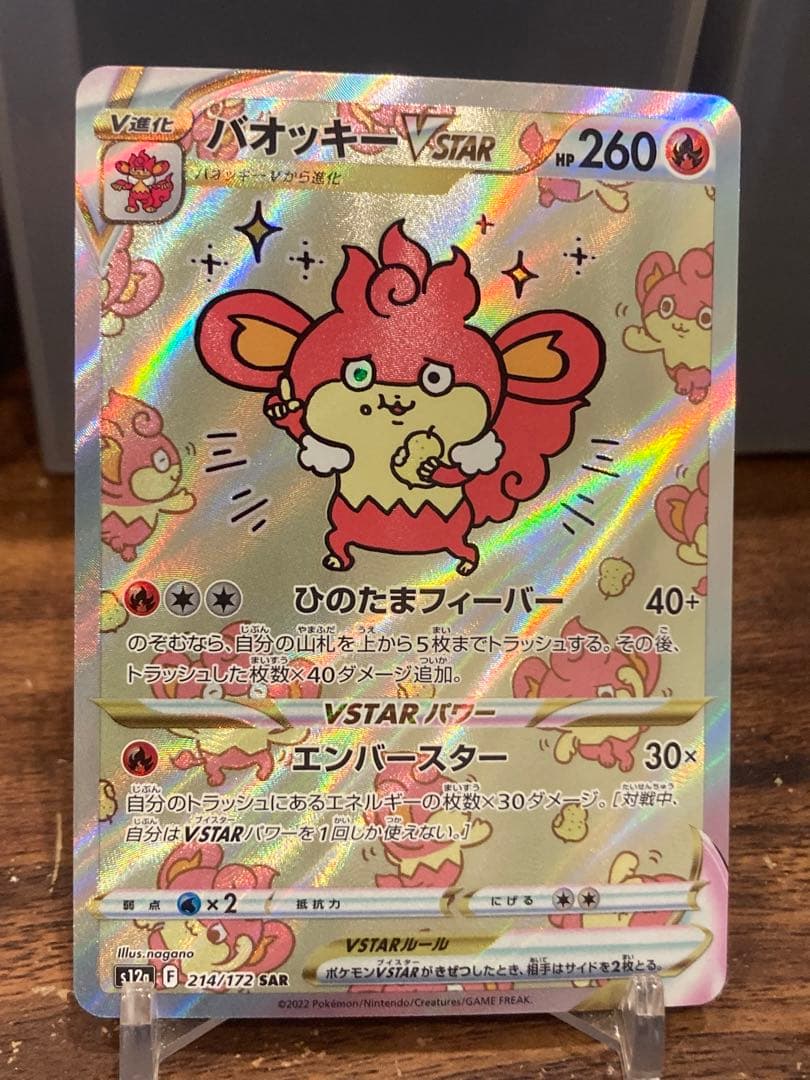 V進化
バオッキーVSTAR
HP 260
バオッキーVから進化
ひのたまフィーバー 40+
のぞむなら、自分の山札を上から5枚までトラッシュする。その後、
トラッシュした枚数×40ダメージ追加。
VSTARパワー
エンバースター 30×
自分のトラッシュにあるエネルギーの枚数×30ダメージ。[対戦中、
自分はVSTARパワーを1回しか使えない。]
弱点 ×2 抵抗力 にげる
Illus. nagano
VSTARルール
ポケモンVSTARがきぜつしたとき、相手はサイドを2枚とる。
s12a F 214/172 SAR
©2022 Pokémon/Nintendo/Creatures/GAME FREAK.